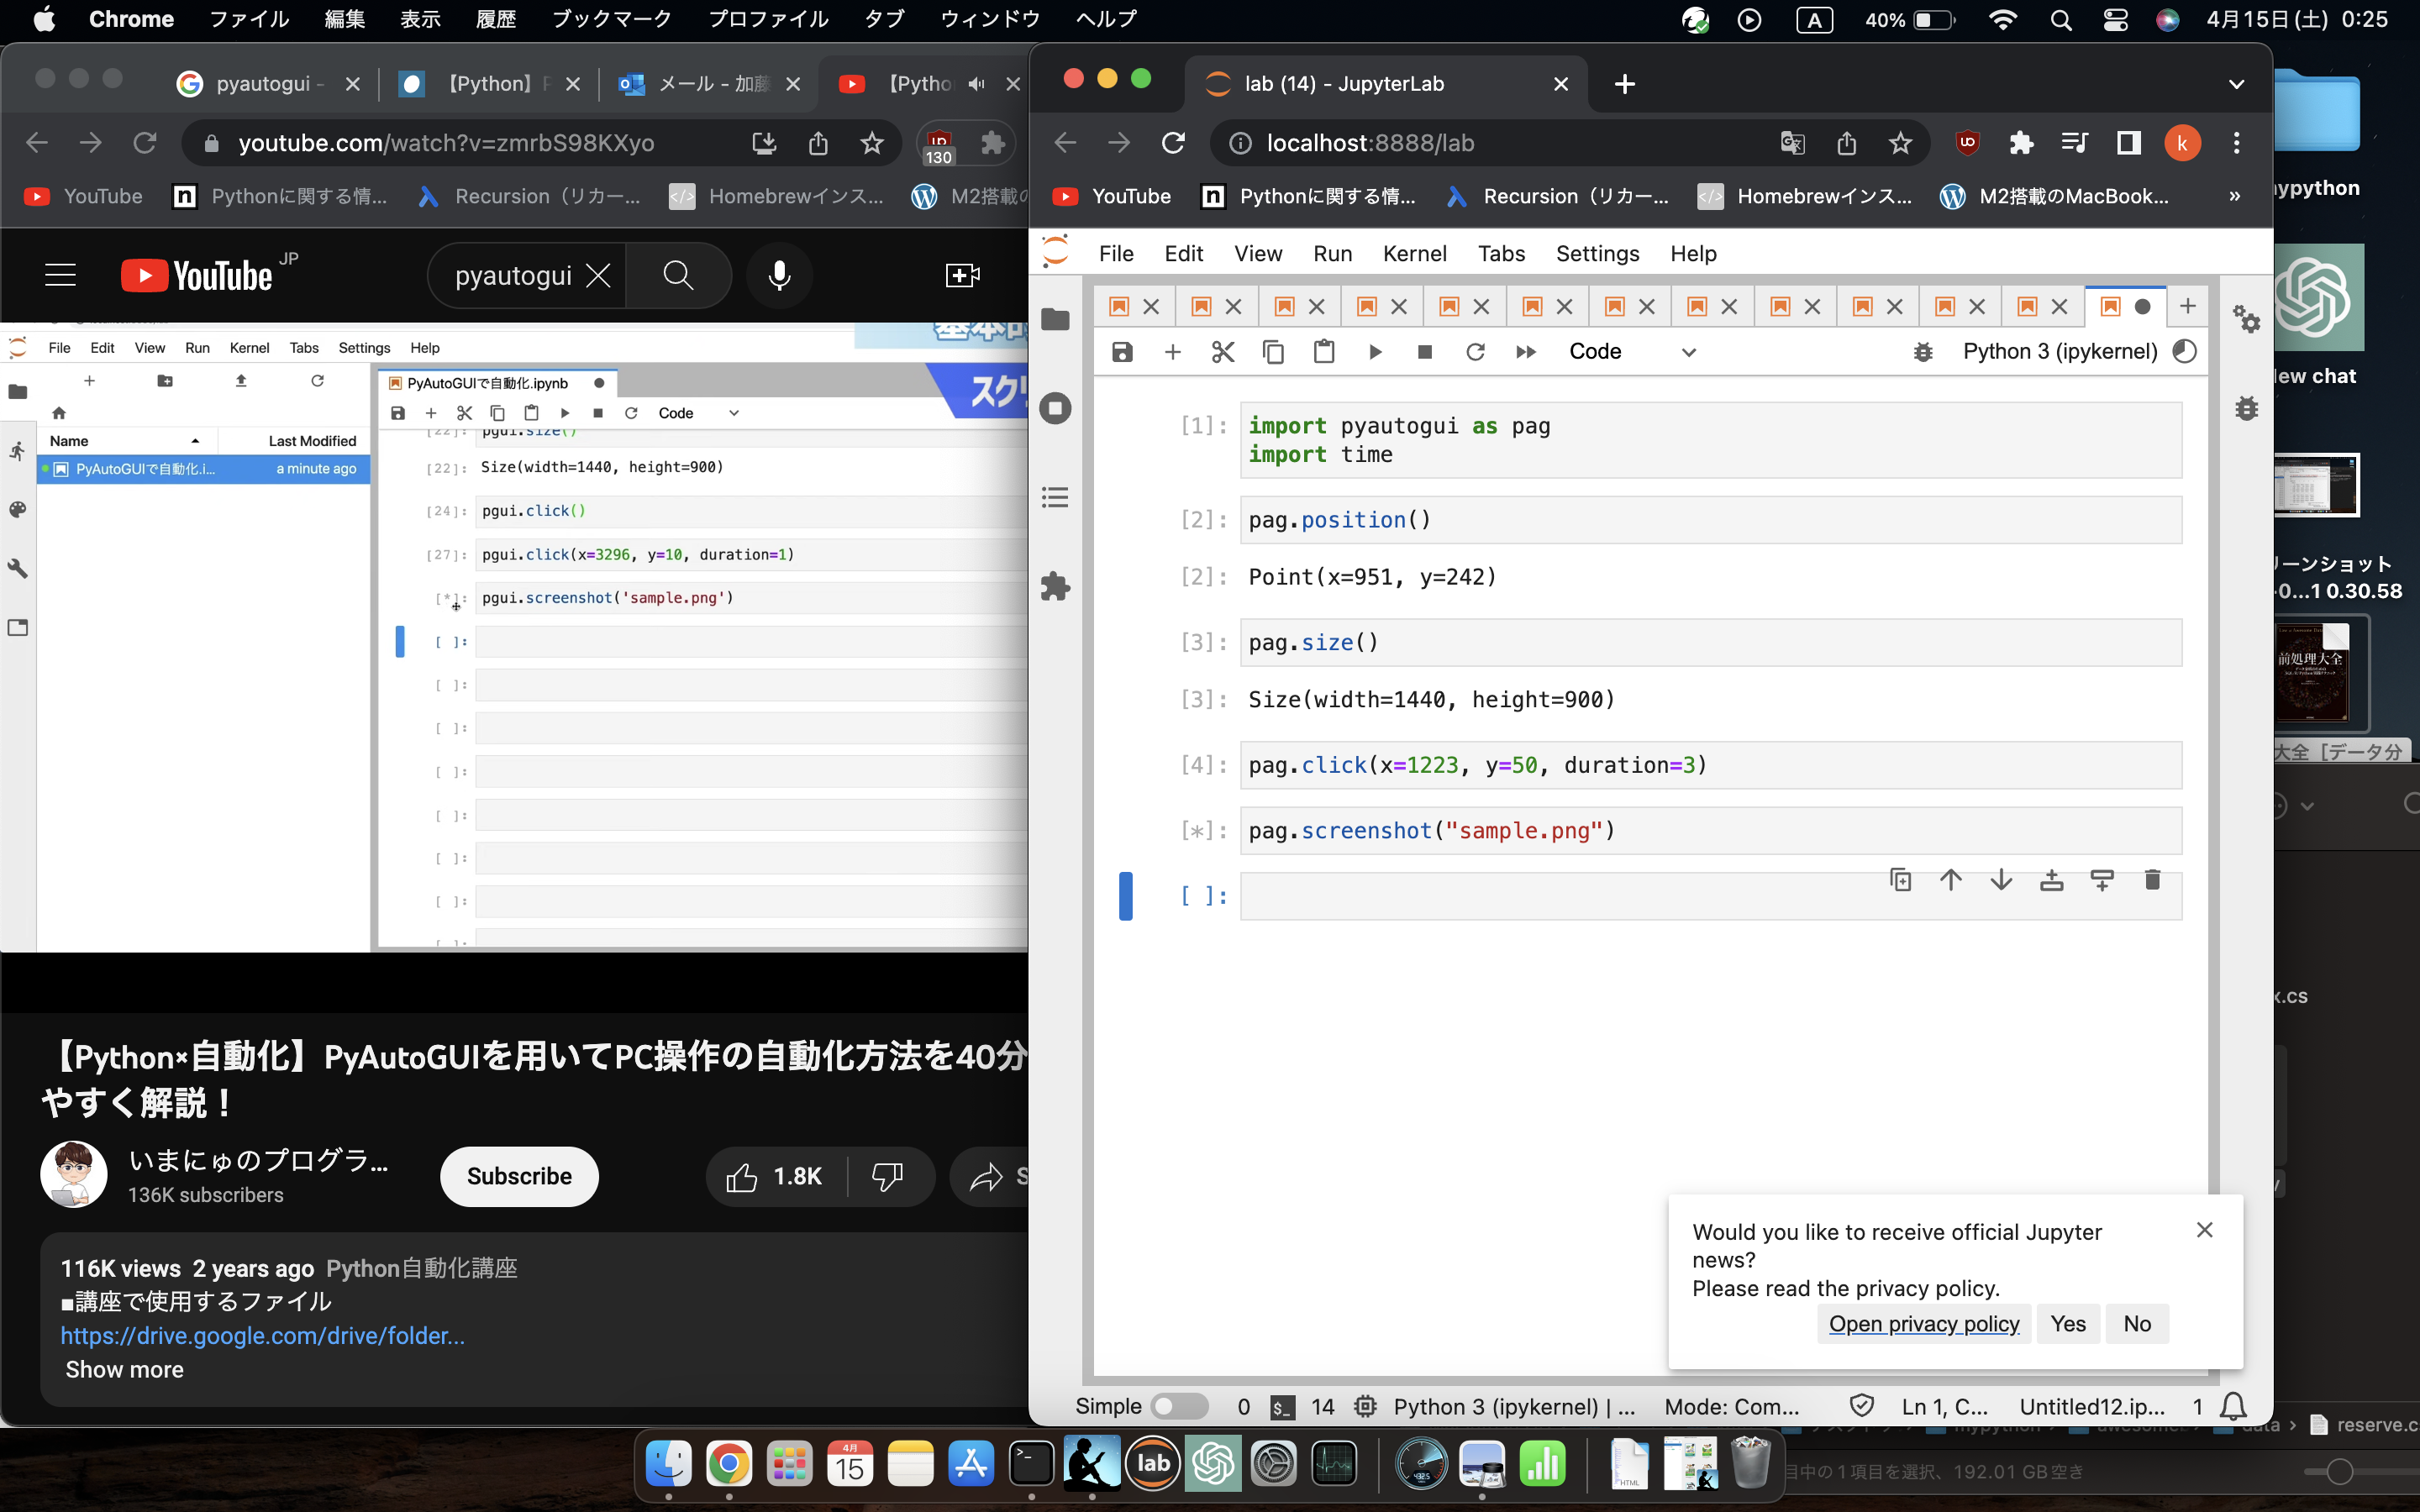 Chrome ファイル 編集 表示 履歴 ブックマーク プロファイル タブ ウィンドウ ヘルプ
A 40% 4月15日(土) 0:25
pyautogui -
【Python】
メール - 加藤
【Pytho
youtube.com/watch?v=zmrbS98KXyo
130
YouTube
Pythonに関する情...
Recursion（リカー...
Homebrewインス...
M2搭載の
YouTube JP
pyautogui
File Edit View Run Kernel Tabs Settings Help
PyAutoGUIで自動化.ipynb
Code
Name Last Modified
PyAutoGUIで自動化.i... a minute ago
[22]: pgui.size()
[22]: Size(width=1440, height=900)
[24]: pgui.click()
[27]: pgui.click(x=3296, y=10, duration=1)
[*]: pgui.screenshot('sample.png')
[ ]:
[ ]:
[ ]:
[ ]:
[ ]:
[ ]:
[ ]:
【Python×自動化】PyAutoGUIを用いてPC操作の自動化方法を40分
やすく解説！
いまにゅのプログラ...
136K subscribers
Subscribe
1.8K
S
116K views 2 years ago Python自動化講座
■講座で使用するファイル
https://drive.google.com/drive/folder...
Show more
lab (14) - JupyterLab
localhost:8888/lab
k
YouTube
Pythonに関する情...
Recursion（リカー...
Homebrewインス...
M2搭載のMacBook...
»
File Edit View Run Kernel Tabs Settings Help
Code
Python 3 (ipykernel)
[1]: import pyautogui as pag
import time
[2]: pag.position()
[2]: Point(x=951, y=242)
[3]: pag.size()
[3]: Size(width=1440, height=900)
[4]: pag.click(x=1223, y=50, duration=3)
[*]: pag.screenshot("sample.png")
[ ]:
Would you like to receive official Jupyter
news?
Please read the privacy policy.
Open privacy policy
Yes
No
Simple 0 14 Python 3 (ipykernel) | ... Mode: Com... Ln 1, C... Untitled12.ip... 1
ypython
ew chat
リーンショット
-0...1 0.30.58
前処理大全
大全［データ分
x.cs
reserve.c
目中の1項目を選択、192.01 GB空き
4月
15
lab
HTML